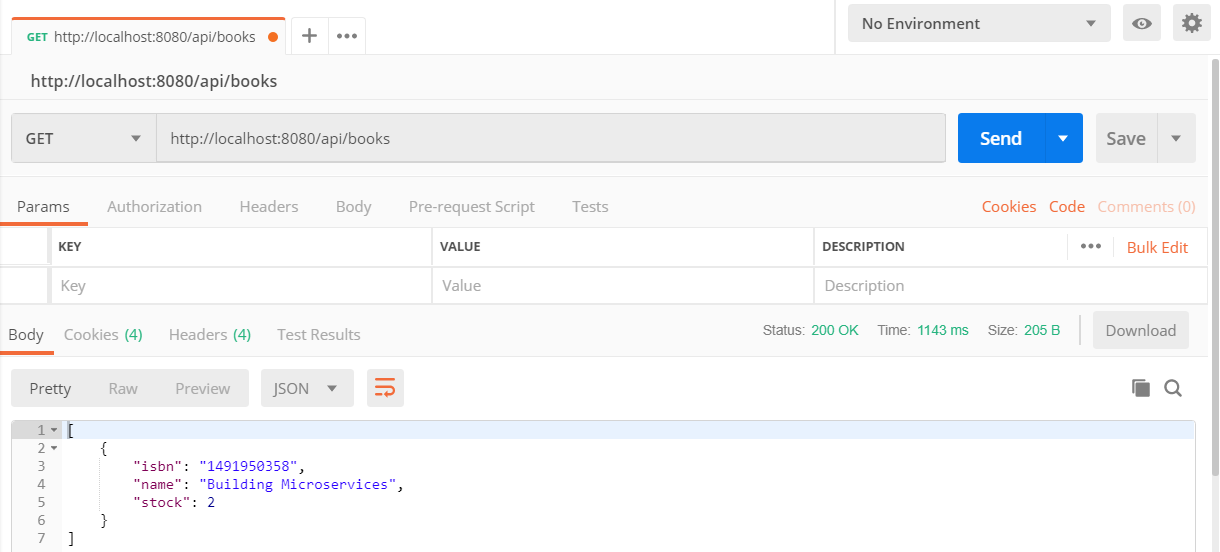 GET http://localhost:8080/api/books
No Environment
http://localhost:8080/api/books
GET http://localhost:8080/api/books Send Save
Params Authorization Headers Body Pre-request Script Tests Cookies Code Comments (0)
KEY VALUE DESCRIPTION ••• Bulk Edit
Key Value Description
Body Cookies (4) Headers (4) Test Results Status: 200 OK Time: 1143 ms Size: 205 B Download
Pretty Raw Preview JSON
1 [
2 {
3 "isbn": "1491950358",
4 "name": "Building Microservices",
5 "stock": 2
6 }
7 ]